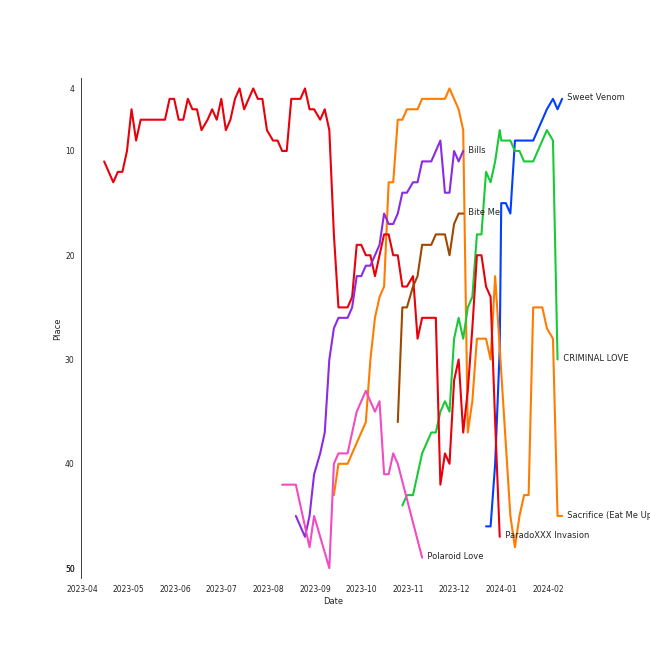 4
Sweet Venom
10
Bills
Bite Me
20
Place
30
CRIMINAL LOVE
40
Sacrifice (Eat Me Up
ParadoXXX Invasion
Polaroid Love
50
2023-04 2023-05 2023-06 2023-07 2023-08 2023-09 2023-10 2023-11 2023-12 2024-01 2024-02
Date